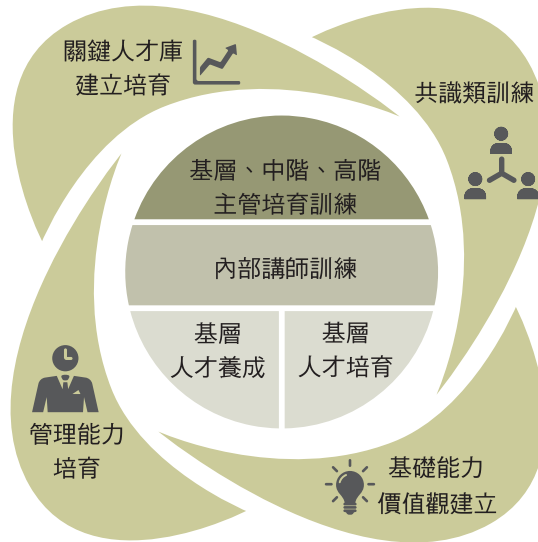 關鍵人才庫
建立培育
共識類訓練
基層、中階、高階
主管培育訓練
內部講師訓練
基層
人才養成
基層
人才培育
管理能力
培育
基礎能力
價值觀建立